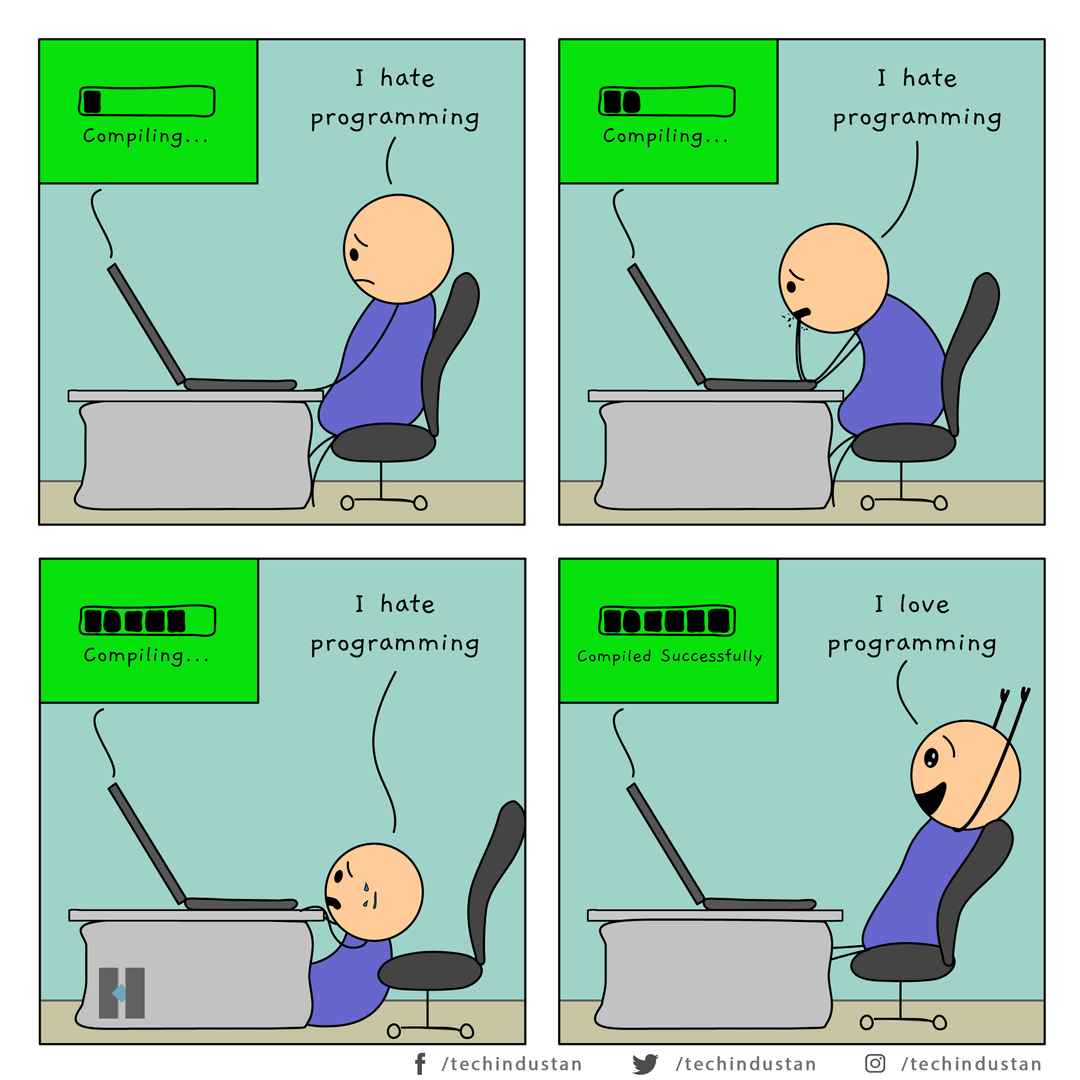 Compiling...
I hate
programming
Compiling...
I hate
programming
Compiling...
I hate
programming
Compiled Successfully
I love
programming
/techindustan
/techindustan
/techindustan